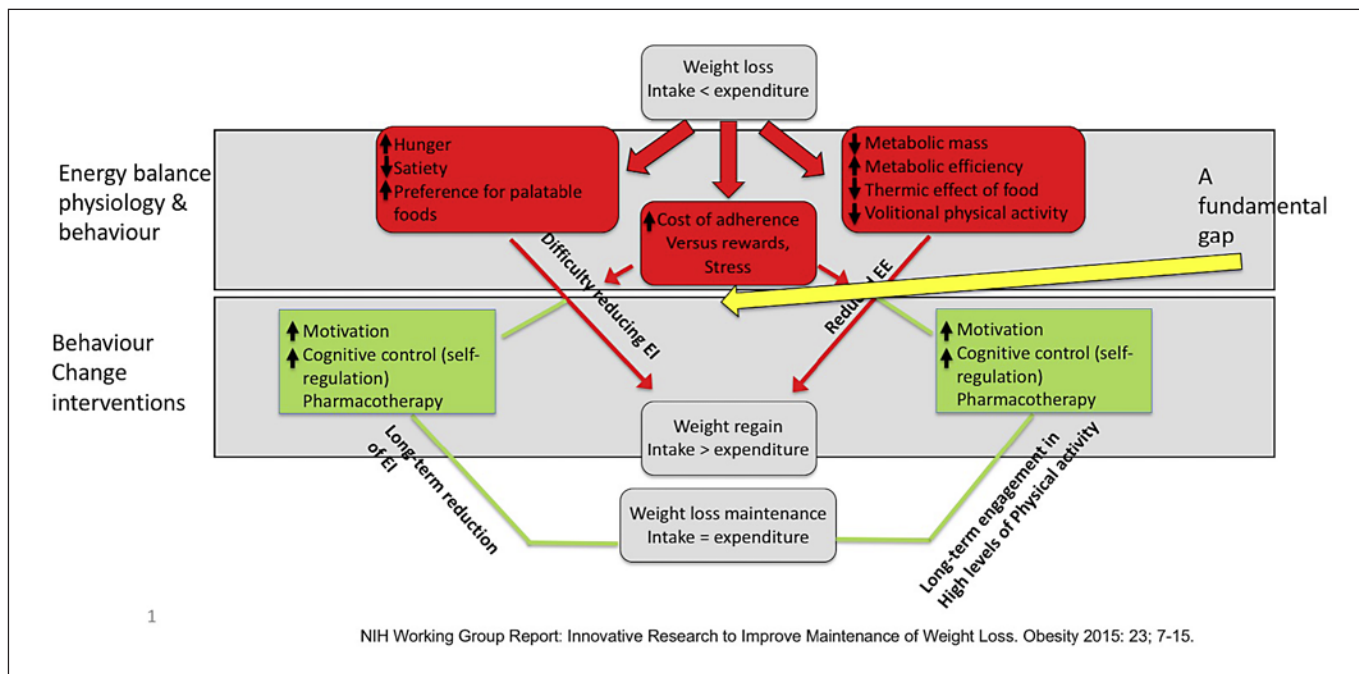 Weight loss
Intake < expenditure
Energy balance
physiology &
behaviour
Hunger
Satiety
Preference for palatable
foods
Cost of adherence
Versus rewards,
Stress
Metabolic mass
Metabolic efficiency
Thermic effect of food
Volitional physical activity
A
fundamental
gap
Difficulty reducing EI
EE
Behaviour
Change
interventions
Motivation
Cognitive control (self-
regulation)
Pharmacotherapy
Motivation
Cognitive control (self-
regulation)
Pharmacotherapy
Weight regain
Intake > expenditure
Long-term reduction
of EI
Weight loss maintenance
Intake = expenditure
Long-term engagement in
High levels of Physical activity
1
NIH Working Group Report: Innovative Research to Improve Maintenance of Weight Loss. Obesity 2015: 23; 7-15.